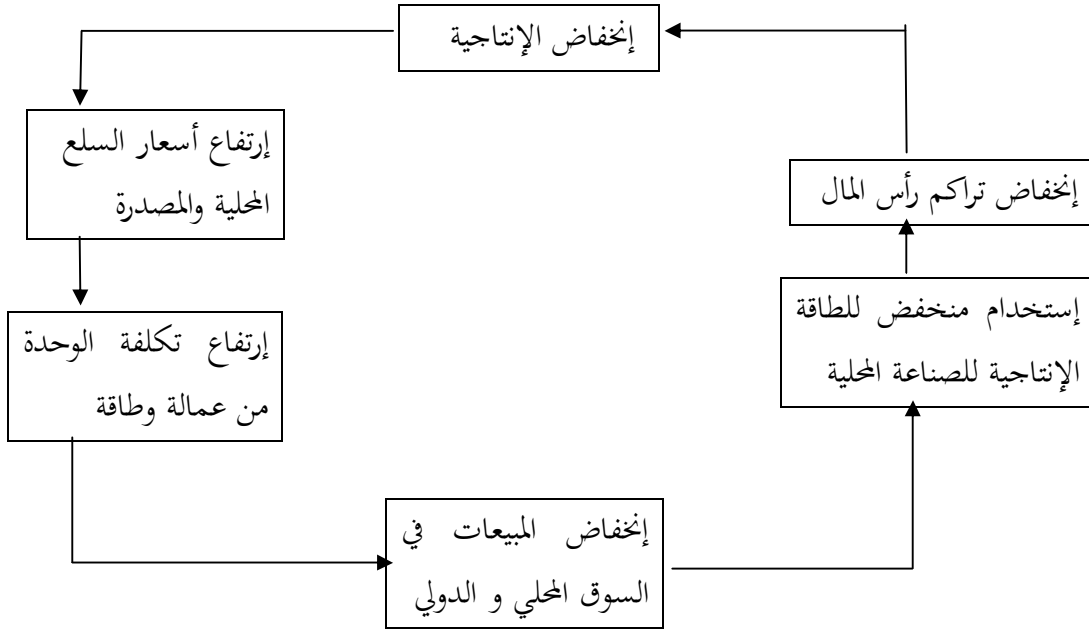 إنخفاض الإنتاجية
إرتفاع أسعار السلع
المحلية والمصدرة
إنخفاض تراكم رأس المال
إستخدام منخفض للطاقة
الإنتاجية للصناعة المحلية
إرتفاع تكلفة الوحدة
من عمالة وطاقة
إنخفاض المبيعات في
السوق المحلي و الدولي